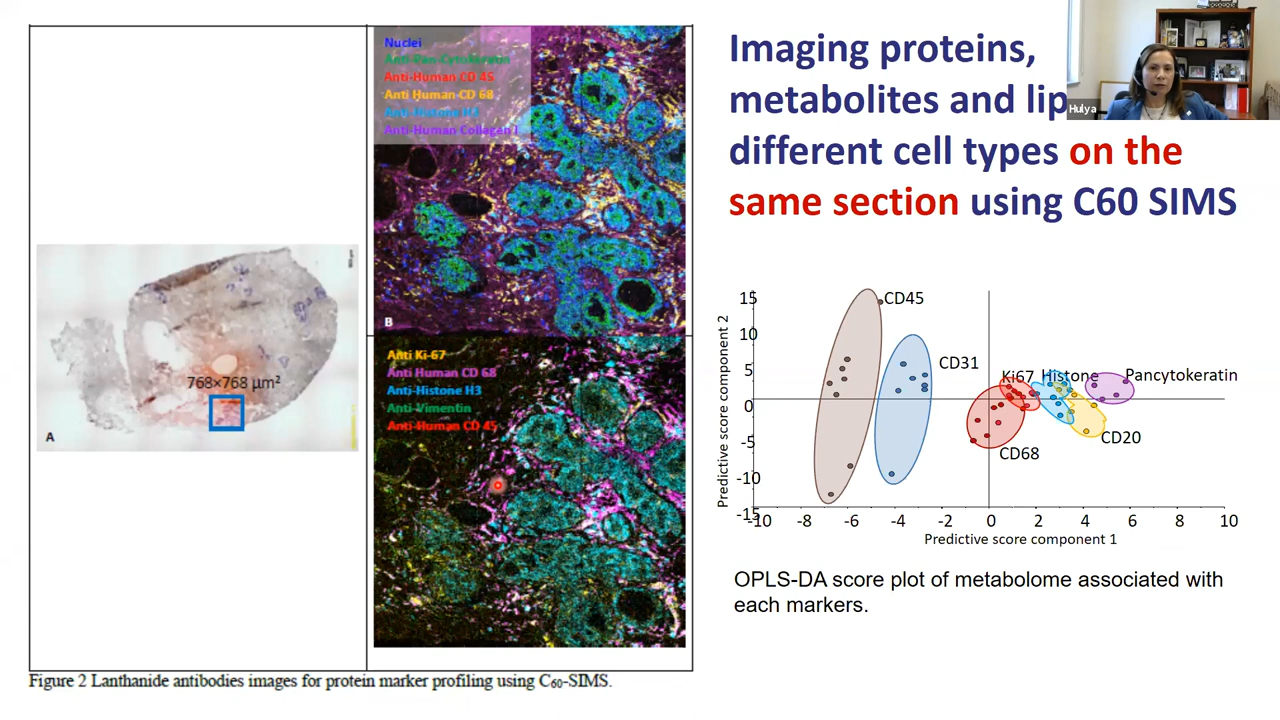 Nuclei
Anti-Pan-Cytokeratin
Anti-Human CD 45
Anti Human CD 68
Anti-Histone H3
Anti-Human Collagen I
B
768×768 µm²
A
Anti Ki-67
Anti Human CD 68
Anti-Histone H3
Anti-Vimentin
Anti-Human CD 45
Figure 2 Lanthanide antibodies images for protein marker profiling using C₆₀-SIMS.
Imaging proteins,
metabolites and lip
different cell types on the
same section using C60 SIMS
Hulya
Predictive score component 2
15
10
5
0
-5
-10
-15
CD45
CD31
Ki67
Histone
Pancytokeratin
CD20
CD68
-10 -8 -6 -4 -2 0 2 4 6 8 10
Predictive score component 1
OPLS-DA score plot of metabolome associated with
each markers.